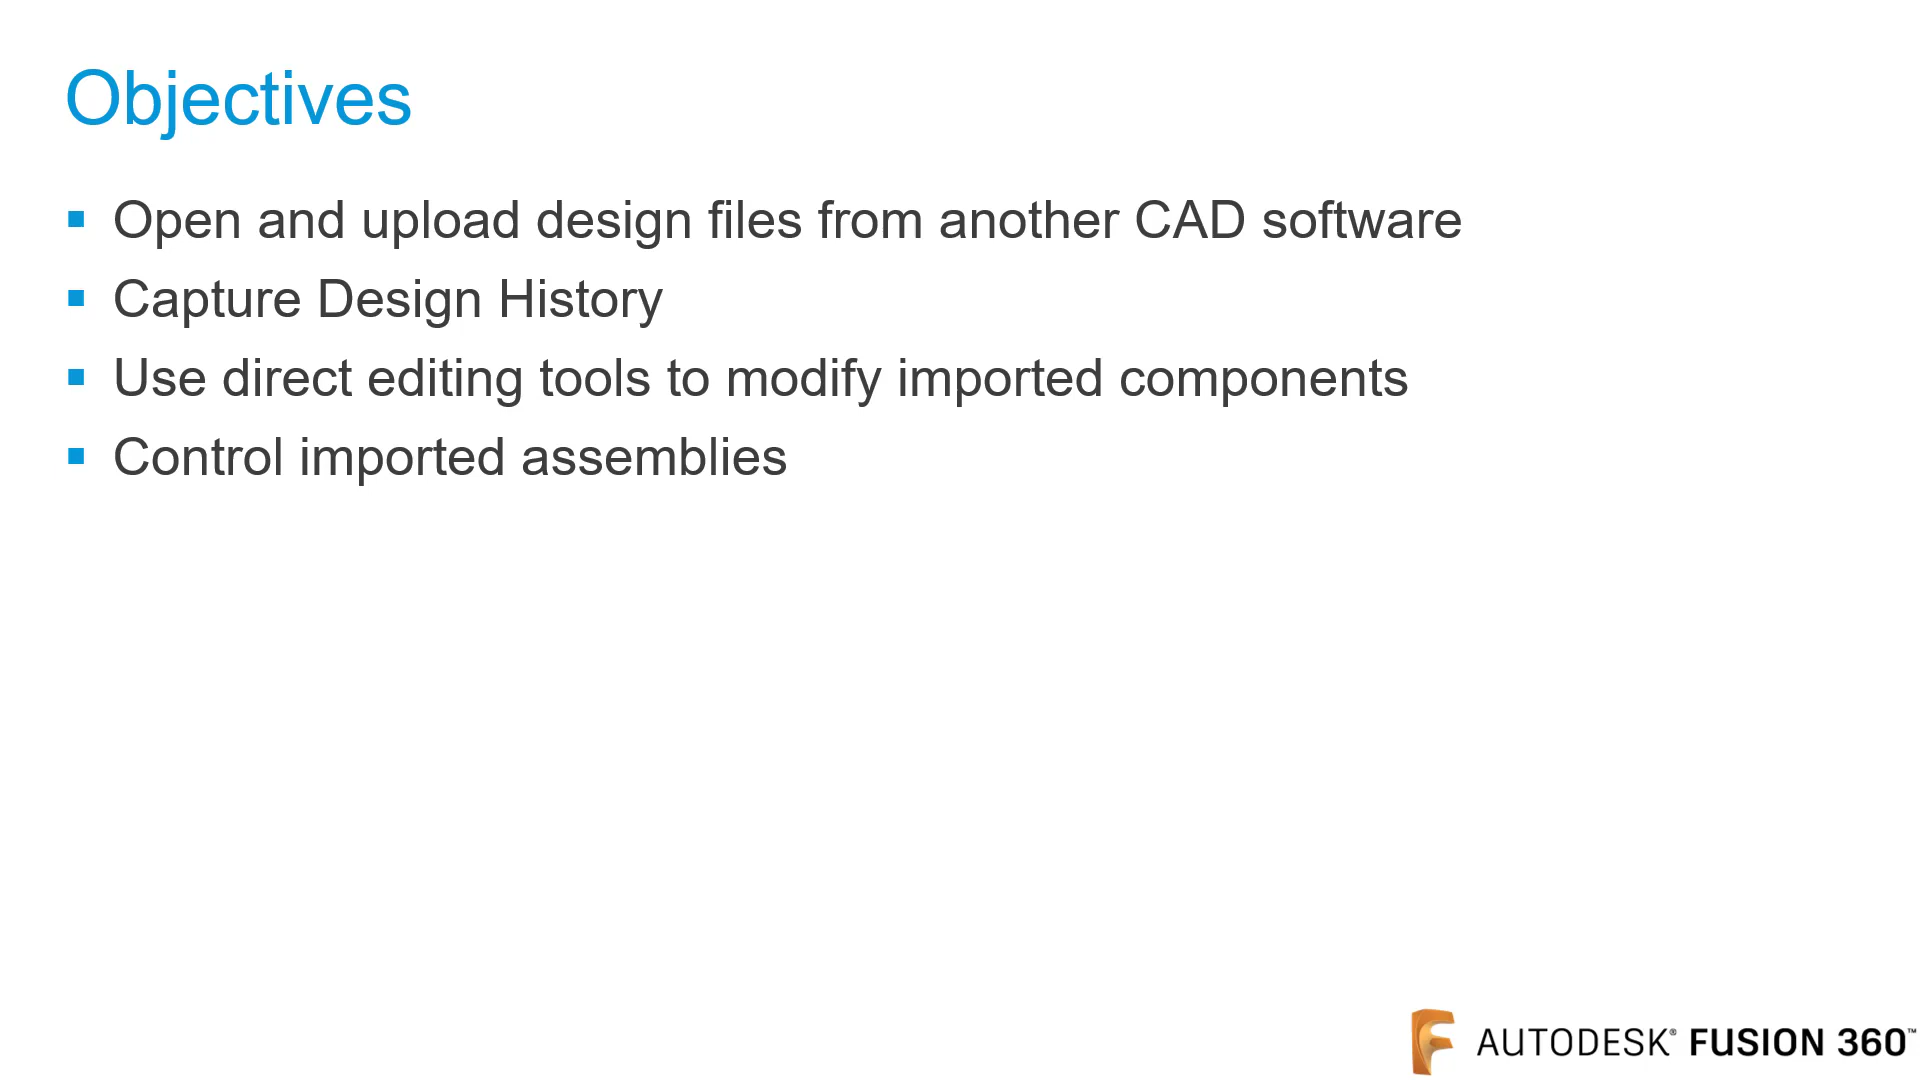 Objectives
▪ Open and upload design files from another CAD software
▪ Capture Design History
▪ Use direct editing tools to modify imported components
▪ Control imported assemblies
AUTODESK® FUSION 360™